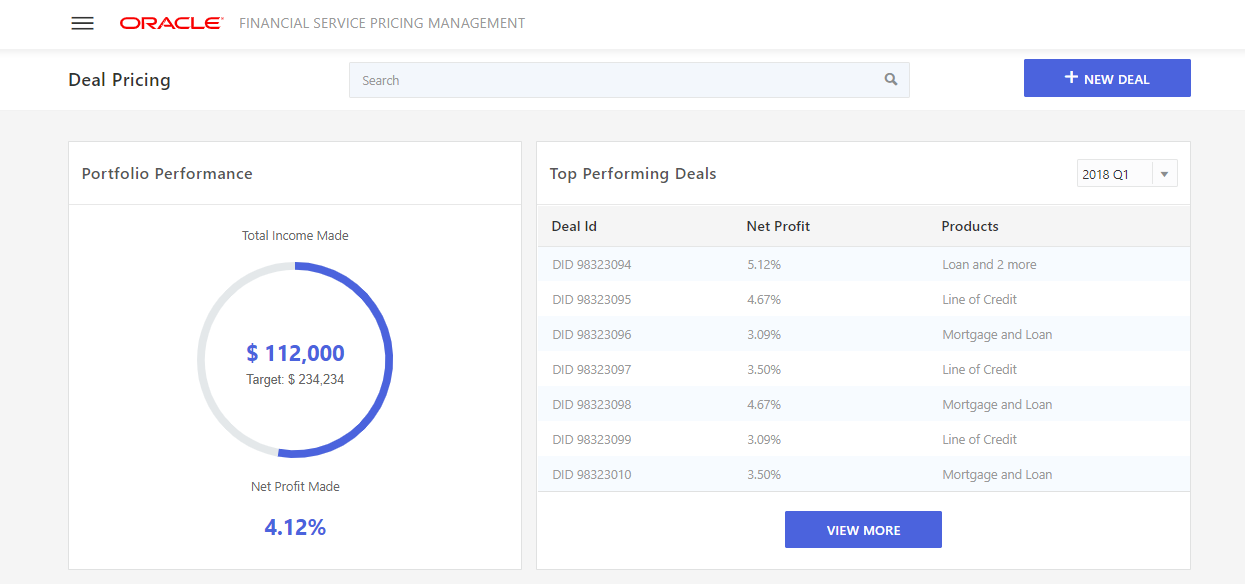 ORACLE FINANCIAL SERVICE PRICING MANAGEMENT
Deal Pricing
Search
+ NEW DEAL
Portfolio Performance
Total Income Made
$ 112,000
Target: $ 234,234
Net Profit Made
4.12%
Top Performing Deals
2018 Q1
Deal Id Net Profit Products
DID 98323094 5.12% Loan and 2 more
DID 98323095 4.67% Line of Credit
DID 98323096 3.09% Mortgage and Loan
DID 98323097 3.50% Line of Credit
DID 98323098 4.67% Mortgage and Loan
DID 98323099 3.09% Line of Credit
DID 98323010 3.50% Mortgage and Loan
VIEW MORE